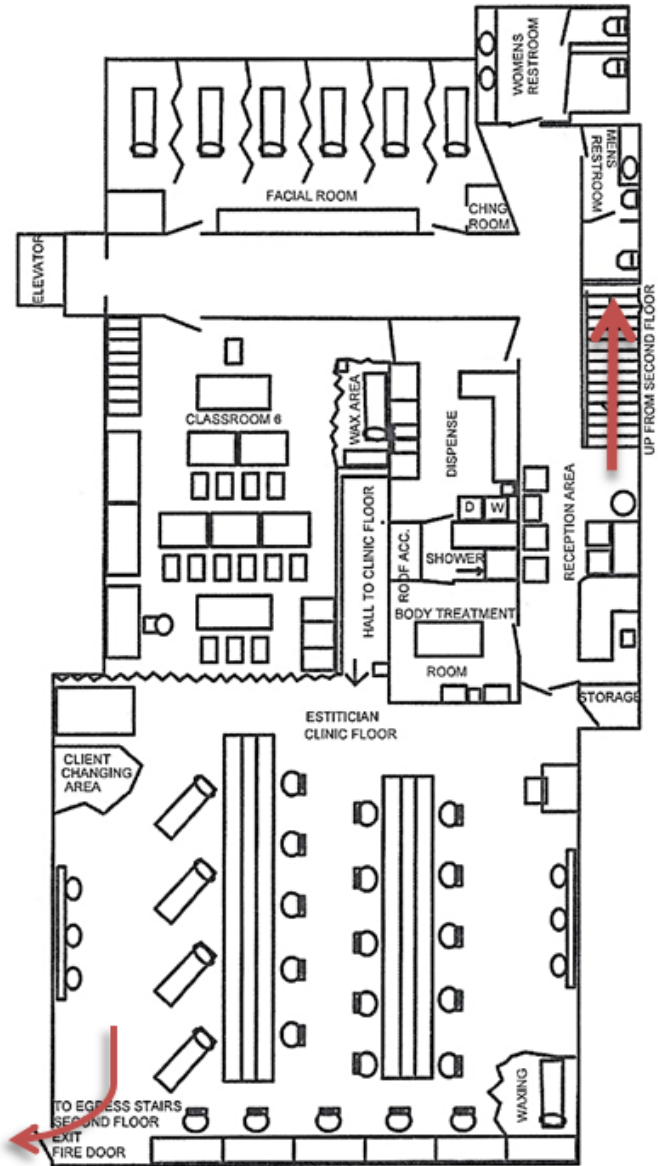 WOMENS
RESTROOM
MENS
RESTROOM
FACIAL ROOM
CHNG
ROOM
ELEVATOR
UP FROM SECOND FLOOR
CLASSROOM 6
WAX AREA
DISPENSE
D W
RECEPTION AREA
HALL TO CLINIC FLOOR
ROOF ACC.
SHOWER
BODY TREATMENT
ROOM
STORAGE
ESTITICIAN
CLINIC FLOOR
CLIENT
CHANGING
AREA
WAXING
TO EGRESS STAIRS
SECOND FLOOR
EXIT
FIRE DOOR